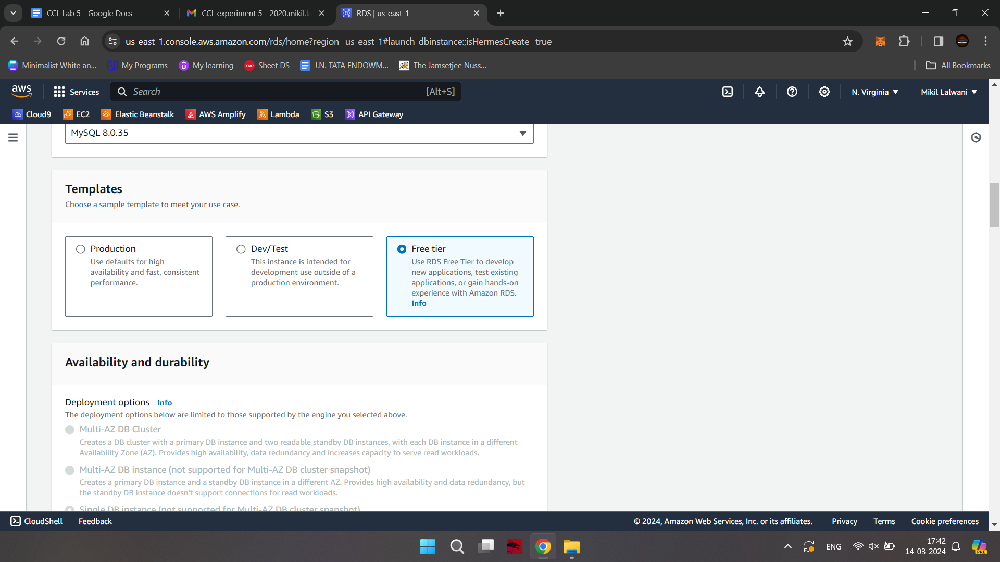 CCL Lab 5 - Google Docs
CCL experiment 5 - 2020.mikil.la
RDS | us-east-1
us-east-1.console.aws.amazon.com/rds/home?region=us-east-1#launch-dbinstance:;isHermesCreate=true
Minimalist White an...
My Programs
My learning
Sheet DS
J.N. TATA ENDOWM...
The Jamsetjee Nuss...
All Bookmarks
aws
Services
Search
[Alt+S]
N. Virginia
Mikil Lalwani
Cloud9
EC2
Elastic Beanstalk
AWS Amplify
Lambda
S3
API Gateway
MySQL 8.0.35
Templates
Choose a sample template to meet your use case.
Production
Use defaults for high
availability and fast, consistent
performance.
Dev/Test
This instance is intended for
development use outside of a
production environment.
Free tier
Use RDS Free Tier to develop
new applications, test existing
applications, or gain hands-on
experience with Amazon RDS.
Info
Availability and durability
Deployment options Info
The deployment options below are limited to those supported by the engine you selected above.
Multi-AZ DB Cluster
Creates a DB cluster with a primary DB instance and two readable standby DB instances, with each DB instance in a different
Availability Zone (AZ). Provides high availability, data redundancy and increases capacity to serve read workloads.
Multi-AZ DB instance (not supported for Multi-AZ DB cluster snapshot)
Creates a primary DB instance and a standby DB instance in a different AZ. Provides high availability and data redundancy, but
the standby DB instance doesn't support connections for read workloads.
Single DB instance (not supported for Multi-AZ DB cluster snapshot)
CloudShell
Feedback
© 2024, Amazon Web Services, Inc. or its affiliates.
Privacy
Terms
Cookie preferences
ENG
17:42
14-03-2024
PRE